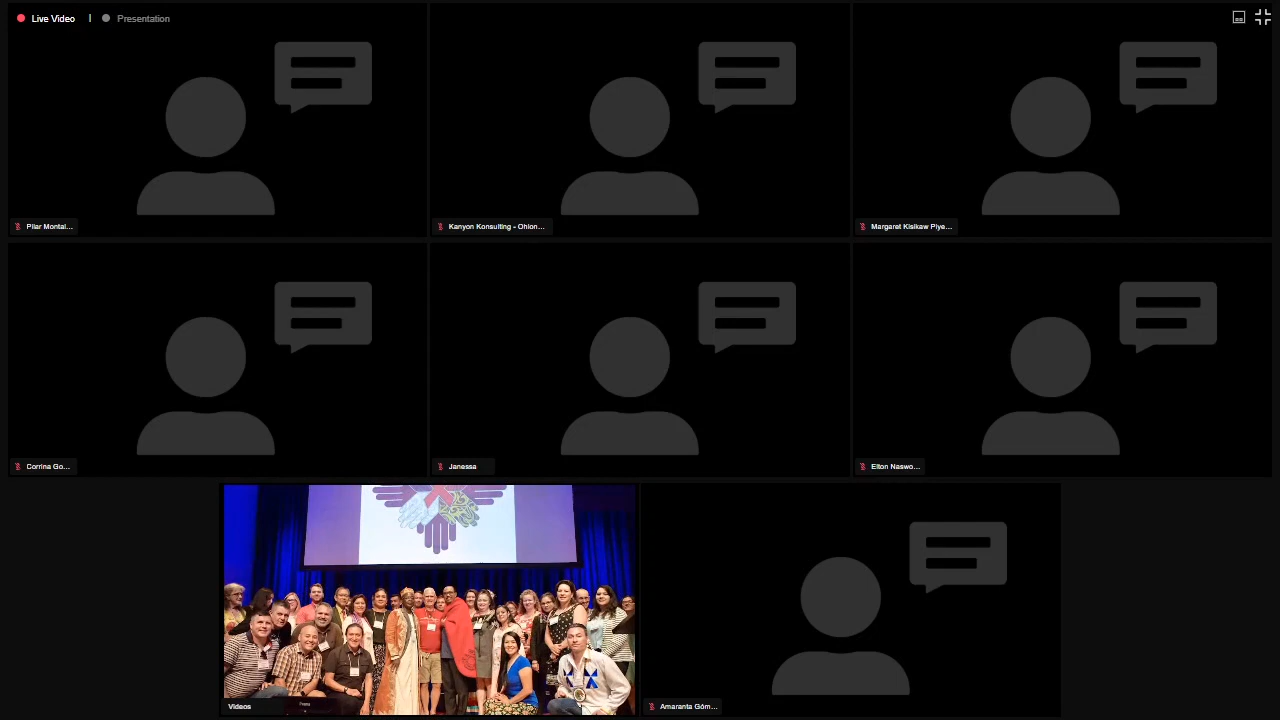 Live Video | Presentation
Pilar Montal...
Kanyon Konsulting - Ohlon...
Margaret Kisikaw Piye...
Corrina Go...
Janessa
Elton Naswo...
Videos
Amaranta Góm...